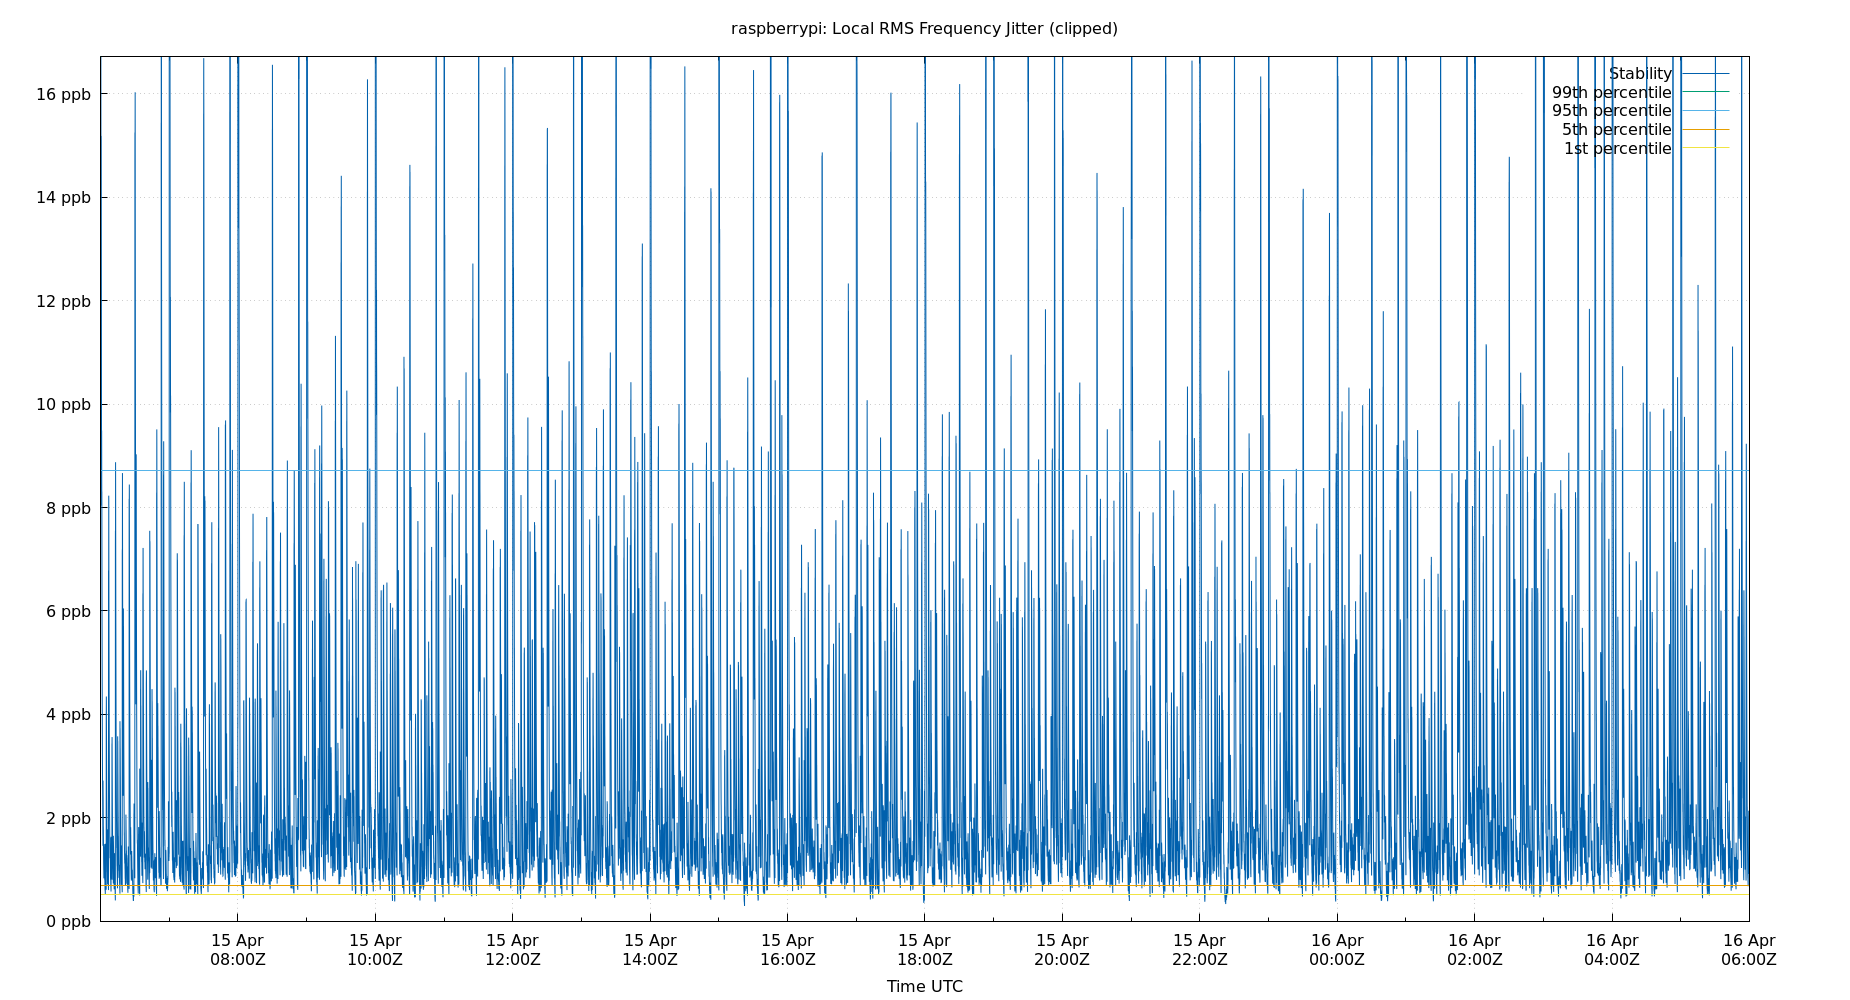 raspberrypi: Local RMS Frequency Jitter (clipped)
Stability
99th percentile
95th percentile
5th percentile
1st percentile
16 ppb
14 ppb
12 ppb
10 ppb
8 ppb
6 ppb
4 ppb
2 ppb
0 ppb
15 Apr 15 Apr 15 Apr 15 Apr 15 Apr 15 Apr 15 Apr 15 Apr 16 Apr 16 Apr 16 Apr 16 Apr
08:00Z 10:00Z 12:00Z 14:00Z 16:00Z 18:00Z 20:00Z 22:00Z 00:00Z 02:00Z 04:00Z 06:00Z
Time UTC